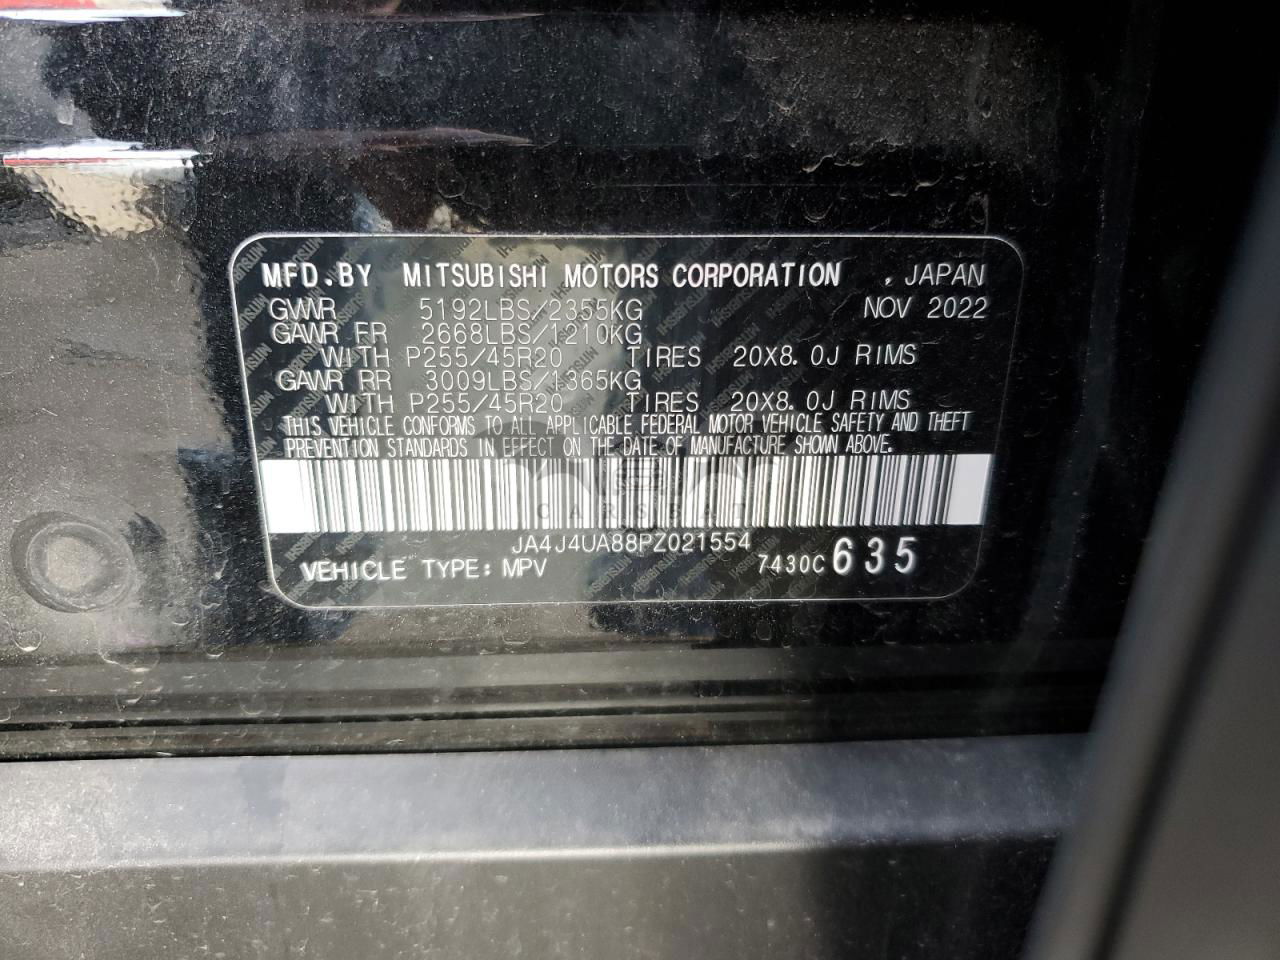 MFD.BY MITSUBISHI MOTORS CORPORATION , JAPAN
GVWR 5192LBS/2355KG NOV 2022
GAWR FR 2668LBS/1210KG
WITH P255/45R20 TIRES 20X8.0J RIMS
GAWR RR 3009LBS/1365KG
WITH P255/45R20 TIRES 20X8.0J RIMS
THIS VEHICLE CONFORMS TO ALL APPLICABLE FEDERAL MOTOR VEHICLE SAFETY AND THEFT
PREVENTION STANDARDS IN EFFECT ON THE DATE OF MANUFACTURE SHOWN ABOVE.
CARSBAT
JA4J4UA88PZ021554
VEHICLE TYPE: MPV 7430C 635